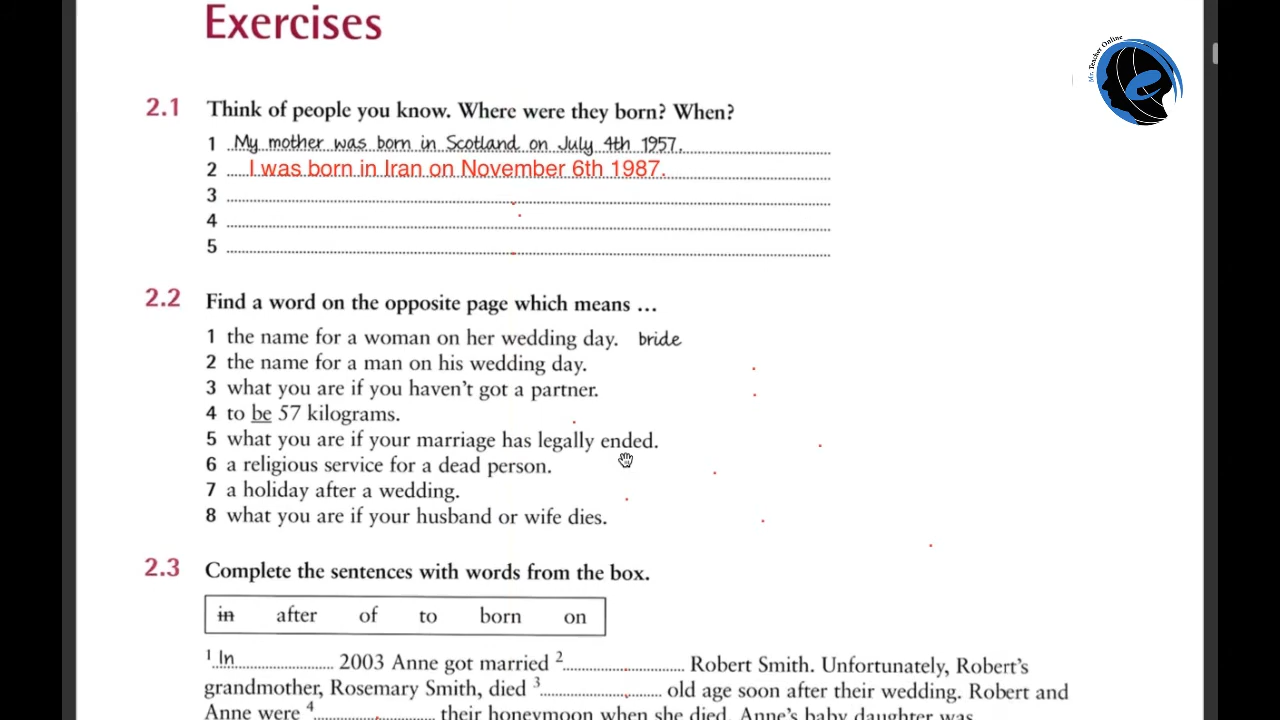 Exercises
Mr. Teacher Online
2.1 Think of people you know. Where were they born? When?
1 My mother was born in Scotland on July 4th 1957.
2 I was born in Iran on November 6th 1987.
3
4
5
2.2 Find a word on the opposite page which means ...
1 the name for a woman on her wedding day. bride
2 the name for a man on his wedding day.
3 what you are if you haven't got a partner.
4 to be 57 kilograms.
5 what you are if your marriage has legally ended.
6 a religious service for a dead person.
7 a holiday after a wedding.
8 what you are if your husband or wife dies.
2.3 Complete the sentences with words from the box.
in after of to born on
1 In 2003 Anne got married 2 Robert Smith. Unfortunately, Robert's
grandmother, Rosemary Smith, died 3 old age soon after their wedding. Robert and
Anne were 4 their honeymoon when she died. Anne's baby daughter was